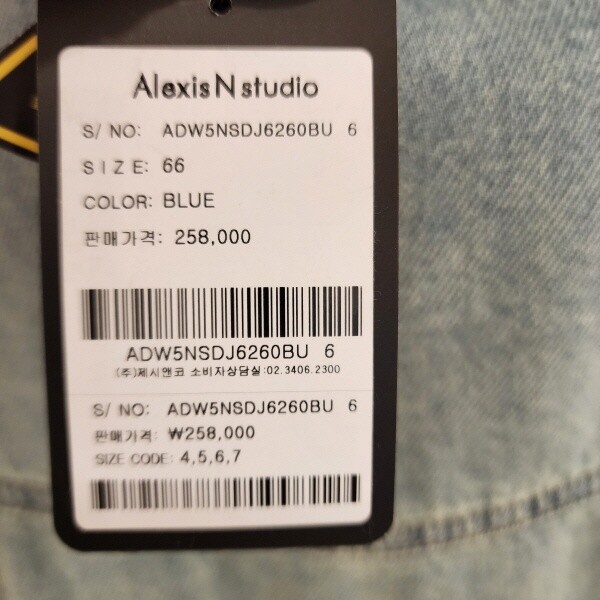 Alexis N studio
S/ NO: ADW5NSDJ6260BU 6
SIZE: 66
COLOR: BLUE
판매가격: 258,000
ADW5NSDJ6260BU 6
(주)제시앤코 소비자상담실:02.3406.2300
S/ NO: ADW5NSDJ6260BU 6
판매가격: ₩258,000
SIZE CODE: 4,5,6,7